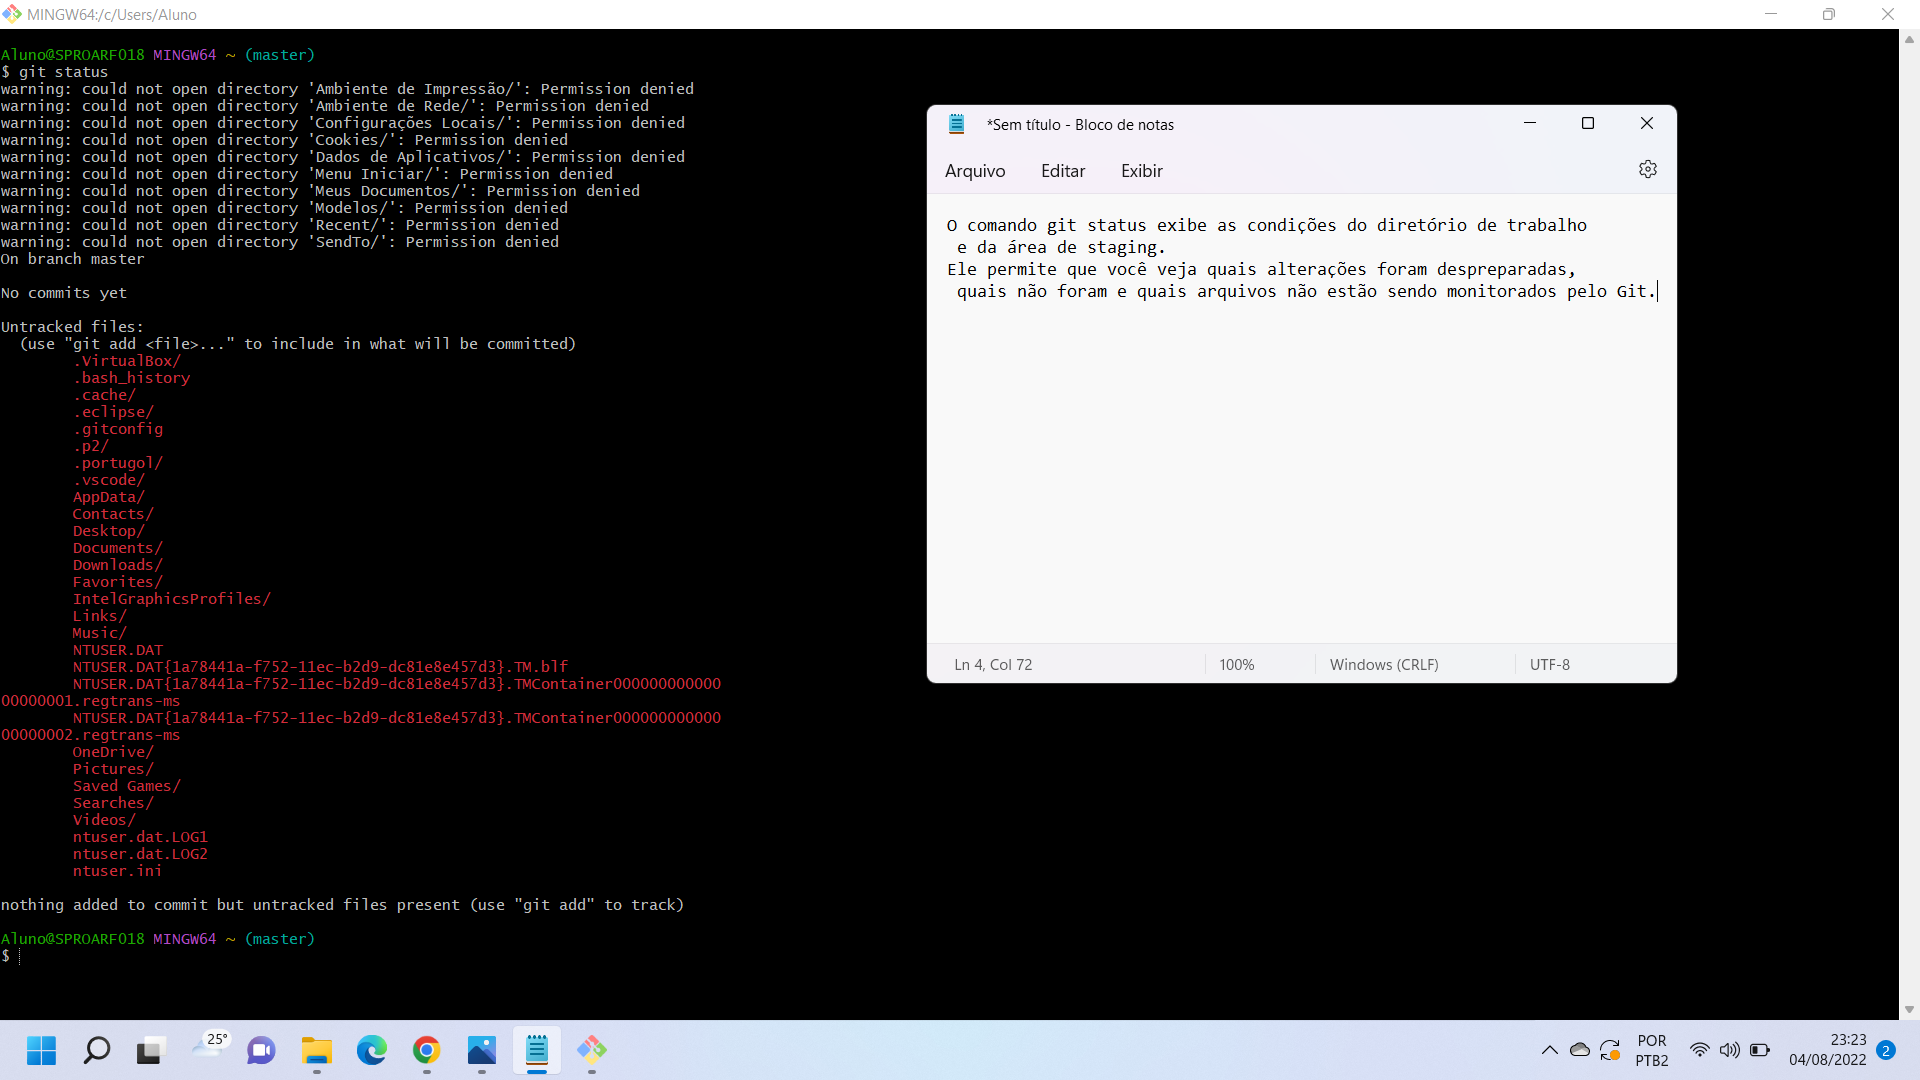 MINGW64:/c/Users/Aluno
Aluno@SPROARF018 MINGW64 ~ (master)
$ git status
warning: could not open directory 'Ambiente de Impressão/': Permission denied
warning: could not open directory 'Ambiente de Rede/': Permission denied
warning: could not open directory 'Configurações Locais/': Permission denied
warning: could not open directory 'Cookies/': Permission denied
warning: could not open directory 'Dados de Aplicativos/': Permission denied
warning: could not open directory 'Menu Iniciar/': Permission denied
warning: could not open directory 'Meus Documentos/': Permission denied
warning: could not open directory 'Modelos/': Permission denied
warning: could not open directory 'Recent/': Permission denied
warning: could not open directory 'SendTo/': Permission denied
On branch master
No commits yet
Untracked files:
(use "git add <file>..." to include in what will be committed)
.VirtualBox/
.bash_history
.cache/
.eclipse/
.gitconfig
.p2/
.portugol/
.vscode/
AppData/
Contacts/
Desktop/
Documents/
Downloads/
Favorites/
IntelGraphicsProfiles/
Links/
Music/
NTUSER.DAT
NTUSER.DAT{1a78441a-f752-11ec-b2d9-dc81e8e457d3}.TM.blf
NTUSER.DAT{1a78441a-f752-11ec-b2d9-dc81e8e457d3}.TMContainer000000000000
00000001.regtrans-ms
NTUSER.DAT{1a78441a-f752-11ec-b2d9-dc81e8e457d3}.TMContainer000000000000
00000002.regtrans-ms
OneDrive/
Pictures/
Saved Games/
Searches/
Videos/
ntuser.dat.LOG1
ntuser.dat.LOG2
ntuser.ini
nothing added to commit but untracked files present (use "git add" to track)
Aluno@SPROARF018 MINGW64 ~ (master)
$
*Sem título - Bloco de notas
Arquivo Editar Exibir
O comando git status exibe as condições do diretório de trabalho
e da área de staging.
Ele permite que você veja quais alterações foram despreparadas,
quais não foram e quais arquivos não estão sendo monitorados pelo Git.
Ln 4, Col 72 100% Windows (CRLF) UTF-8
25°
POR
PTB2
23:23
04/08/2022
2